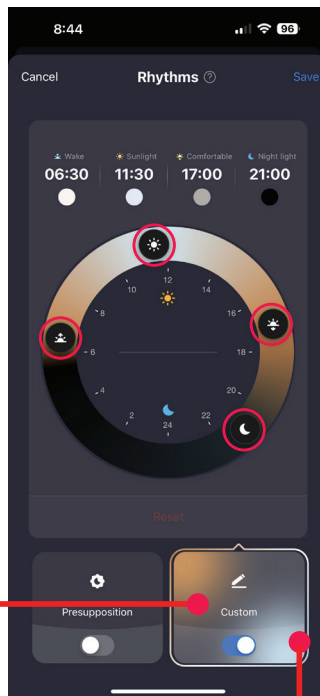 8:44
96
Cancel
Rhythms ?
Save
Wake
Sunlight
Comfortable
Night light
06:30
11:30
17:00
21:00
12
10
14
8
16
6
18
4
20
2
22
24
Reset
Presupposition
Custom